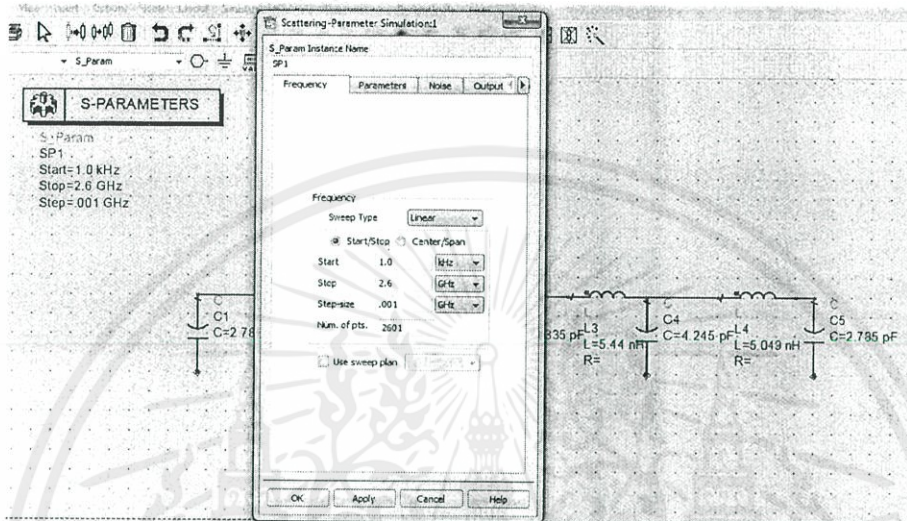 Scattering-Parameter Simulation:1
S_Param Instance Name
SP1
Frequency Parameters Noise Output
S_Param
S-PARAMETERS
S_Param
SP1
Start=1.0 kHz
Stop=2.6 GHz
Step=.001 GHz
Frequency
Sweep Type Linear
Start/Stop Center/Span
Start 1.0 kHz
Stop 2.6 GHz
Step-size .001 GHz
Num. of pts. 2601
Use sweep plan
OK Apply Cancel Help
C
C1
C=2.78
335 pF
L
L3
L=5.44 nH
R=
C
C4
C=4.245 pF
L
L4
L=5.049 nH
R=
C
C5
C=2.785 pF